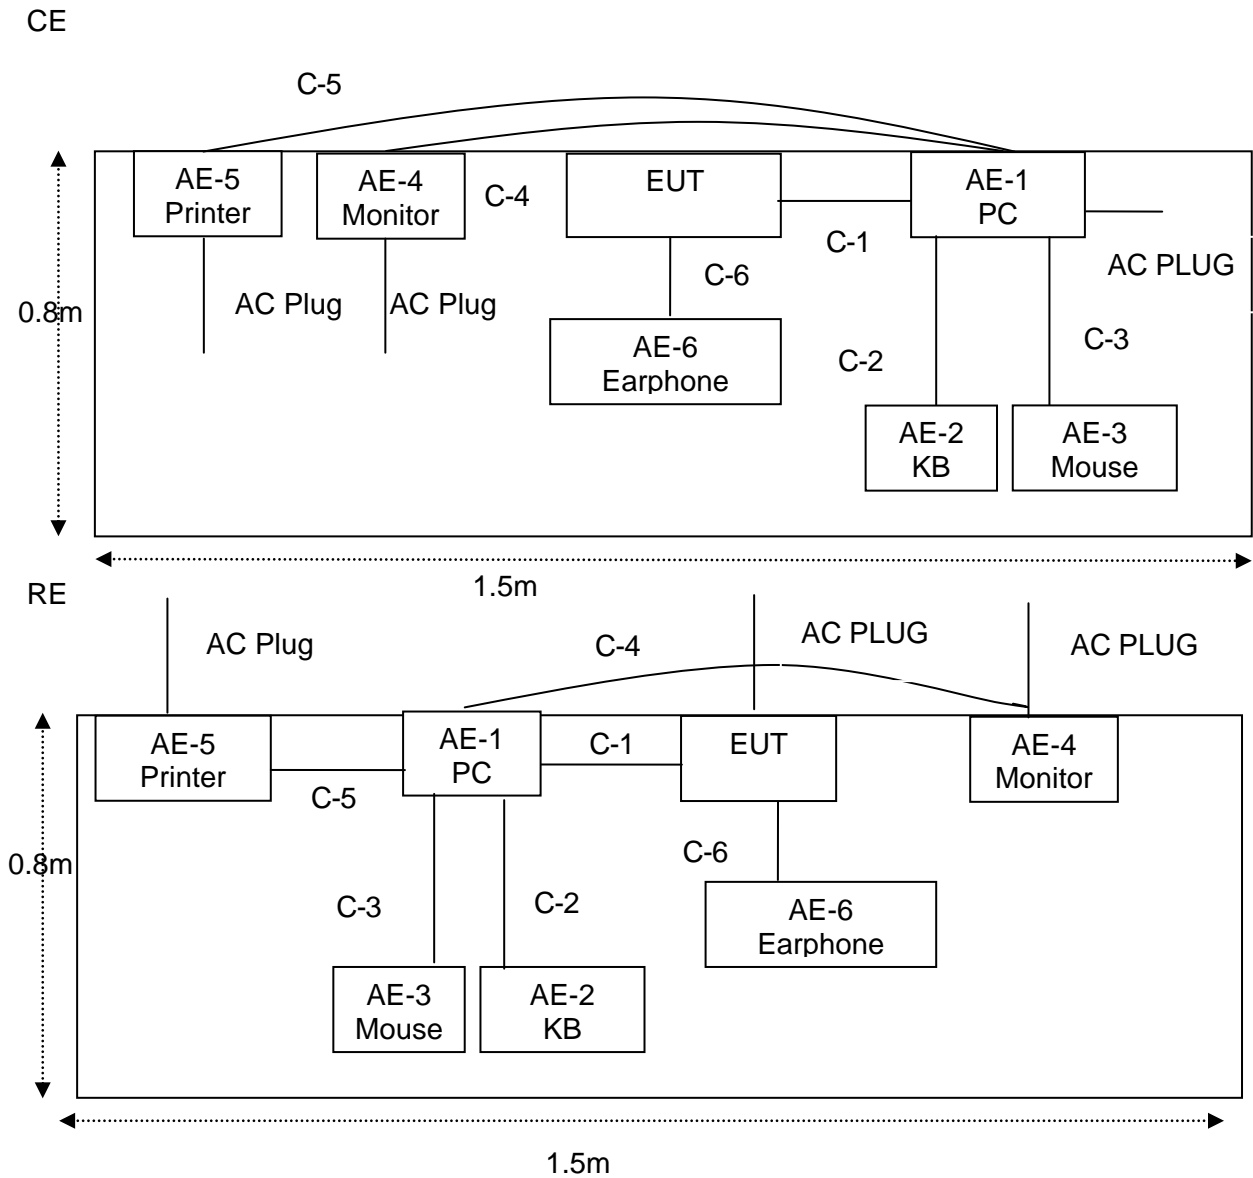 CE
C-5
AE-5
Printer
AE-4
Monitor
C-4
EUT
AE-1
PC
C-1
AC PLUG
C-6
AC Plug
AC Plug
0.8m
AE-6
Earphone
C-2
C-3
AE-2
KB
AE-3
Mouse
1.5m
RE
AC Plug
C-4
AC PLUG
AC PLUG
AE-5
Printer
AE-1
PC
C-1
EUT
AE-4
Monitor
C-5
0.8m
C-6
C-3
C-2
AE-6
Earphone
AE-3
Mouse
AE-2
KB
1.5m